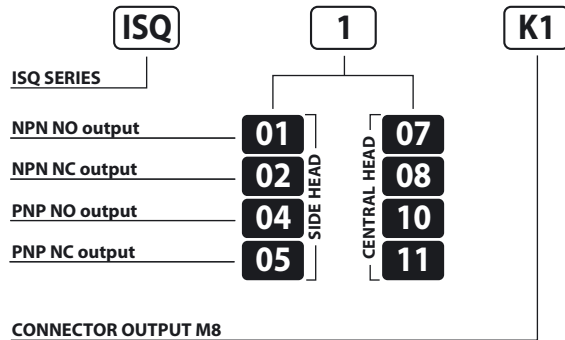 ISQ 1 K1
ISQ SERIES
NPN NO output 01 07
NPN NC output 02 08
PNP NO output 04 10
PNP NC output 05 11
SIDE HEAD
CENTRAL HEAD
CONNECTOR OUTPUT M8